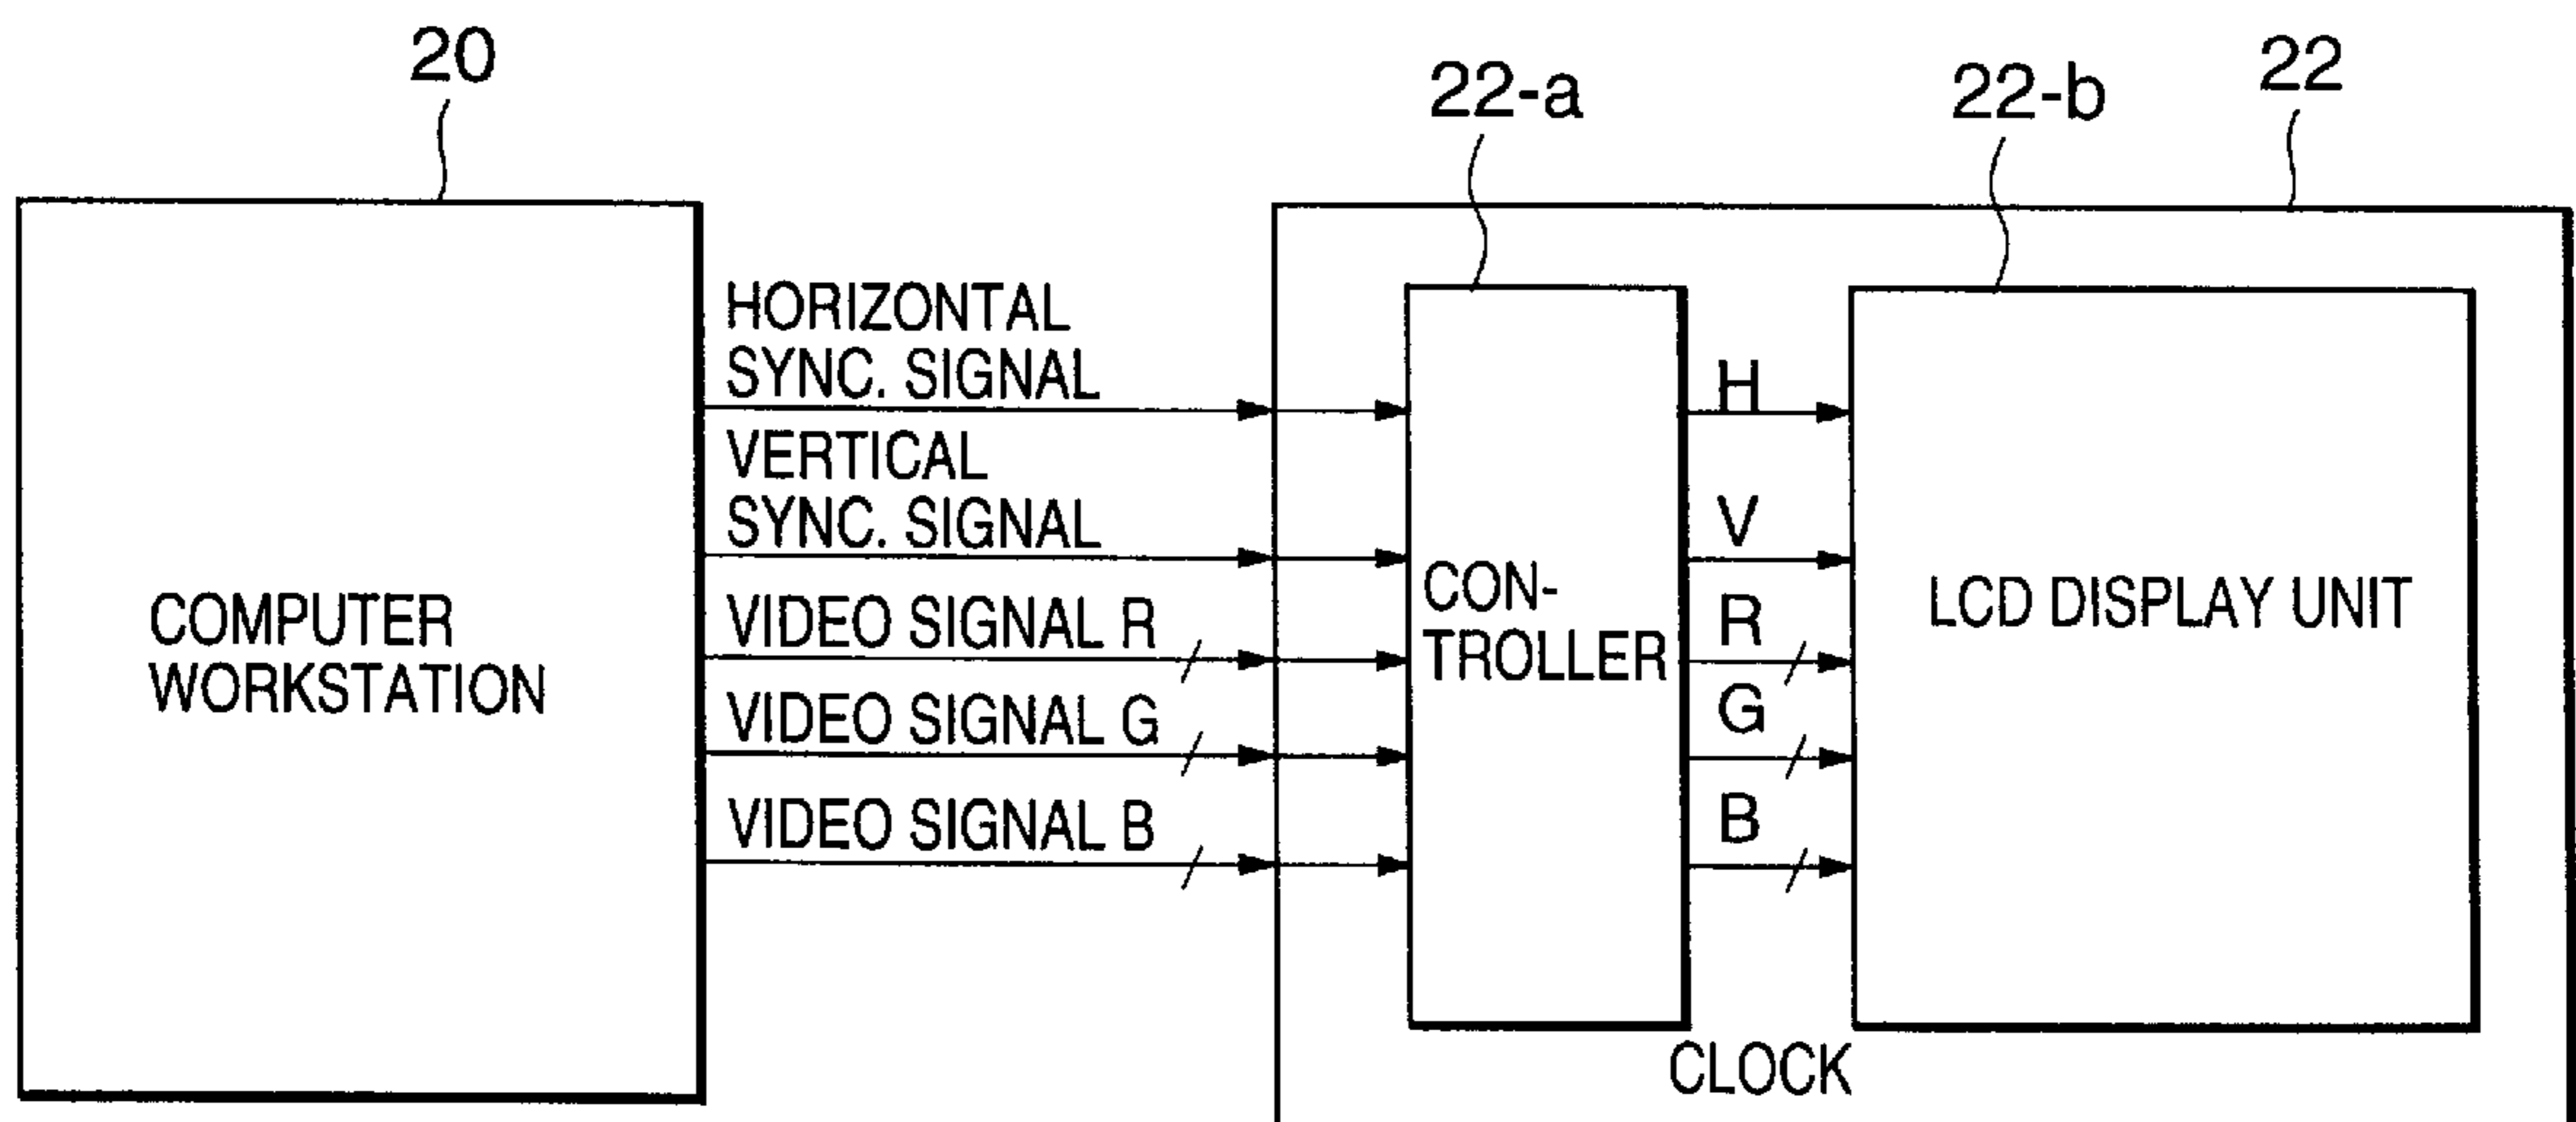 20
22-a
22-b
22
HORIZONTAL
SYNC. SIGNAL
VERTICAL
SYNC. SIGNAL
VIDEO SIGNAL R
VIDEO SIGNAL G
VIDEO SIGNAL B
COMPUTER
WORKSTATION
CON-
TROLLER
H
V
R
G
B
LCD DISPLAY UNIT
CLOCK